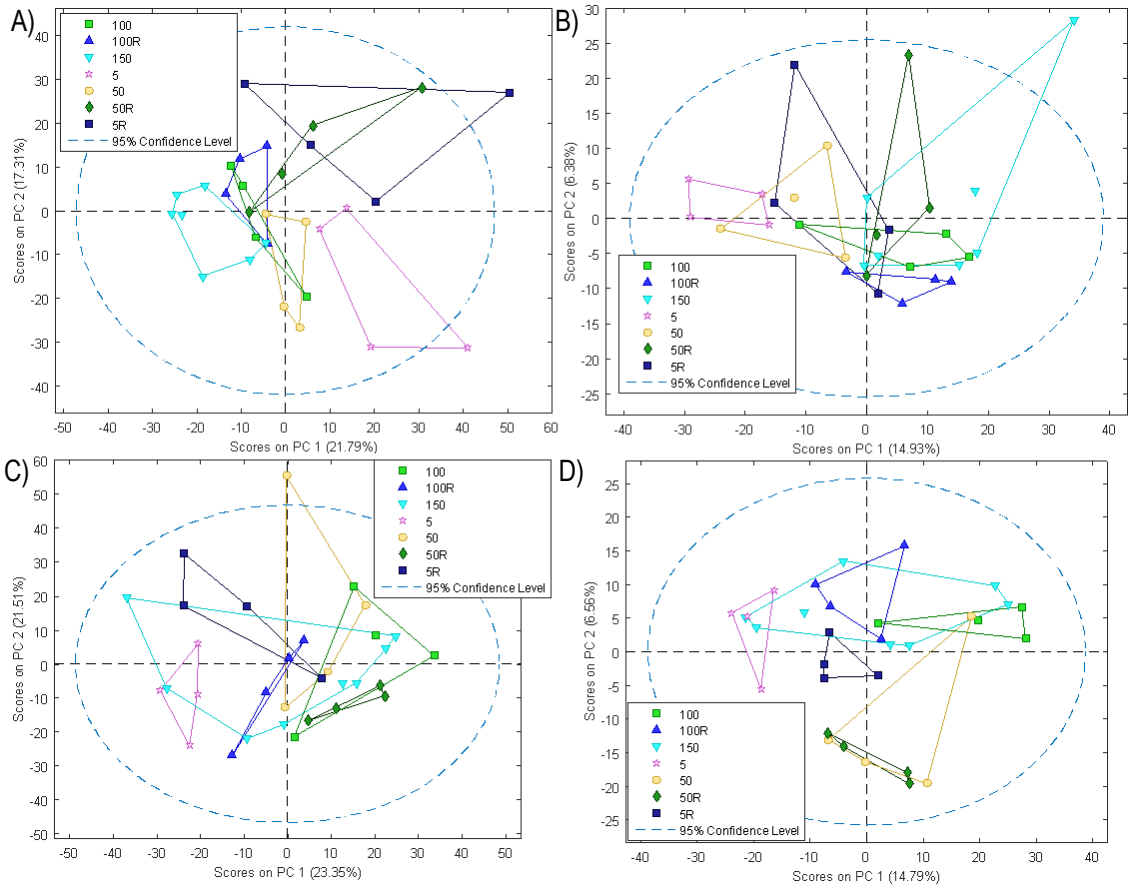 A)
40
30
20
10
0
-10
-20
-30
-40
Scores on PC 2 (17.31%)
100
100R
150
5
50
50R
5R
95% Confidence Level
-50 -40 -30 -20 -10 0 10 20 30 40 50 60
Scores on PC 1 (21.79%)
B)
30
25
20
15
10
5
0
-5
-10
-15
-20
-25
Scores on PC 2 (6.38%)
100
100R
150
5
50
50R
5R
95% Confidence Level
-40 -30 -20 -10 0 10 20 30 40
Scores on PC 1 (14.93%)
C)
60
50
40
30
20
10
0
-10
-20
-30
-40
-50
Scores on PC 2 (21.51%)
100
100R
150
5
50
50R
5R
95% Confidence Level
-50 -40 -30 -20 -10 0 10 20 30 40 50
Scores on PC 1 (23.35%)
D)
25
20
15
10
5
0
-5
-10
-15
-20
-25
Scores on PC 2 (6.56%)
100
100R
150
5
50
50R
5R
95% Confidence Level
-40 -30 -20 -10 0 10 20 30 40
Scores on PC 1 (14.79%)